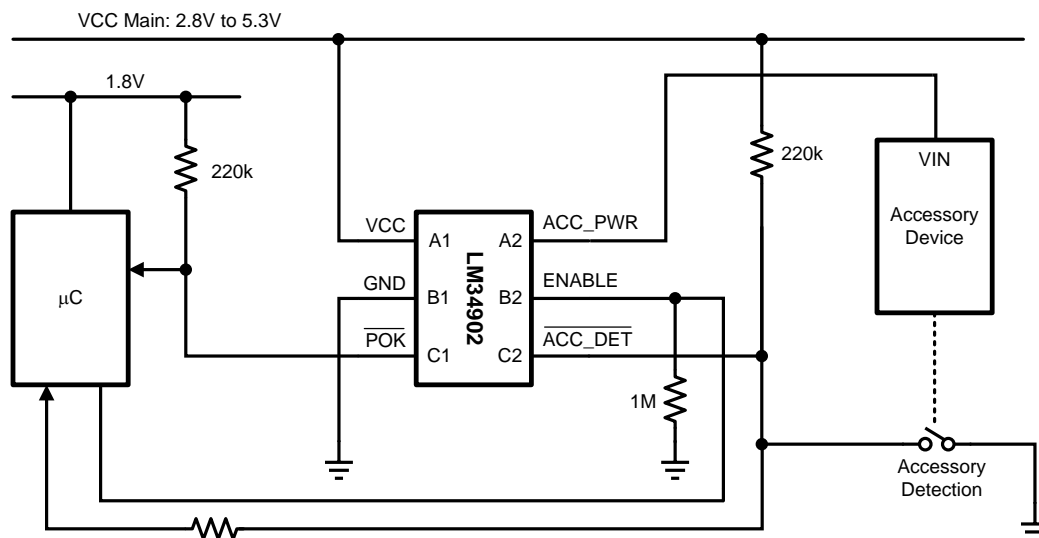 VCC Main: 2.8V to 5.3V
1.8V
220k
220k
VIN
Accessory
Device
μC
VCC
GND
POK
A1
B1
C1
LM34902
A2
B2
C2
ACC_PWR
ENABLE
ACC_DET
1M
Accessory
Detection